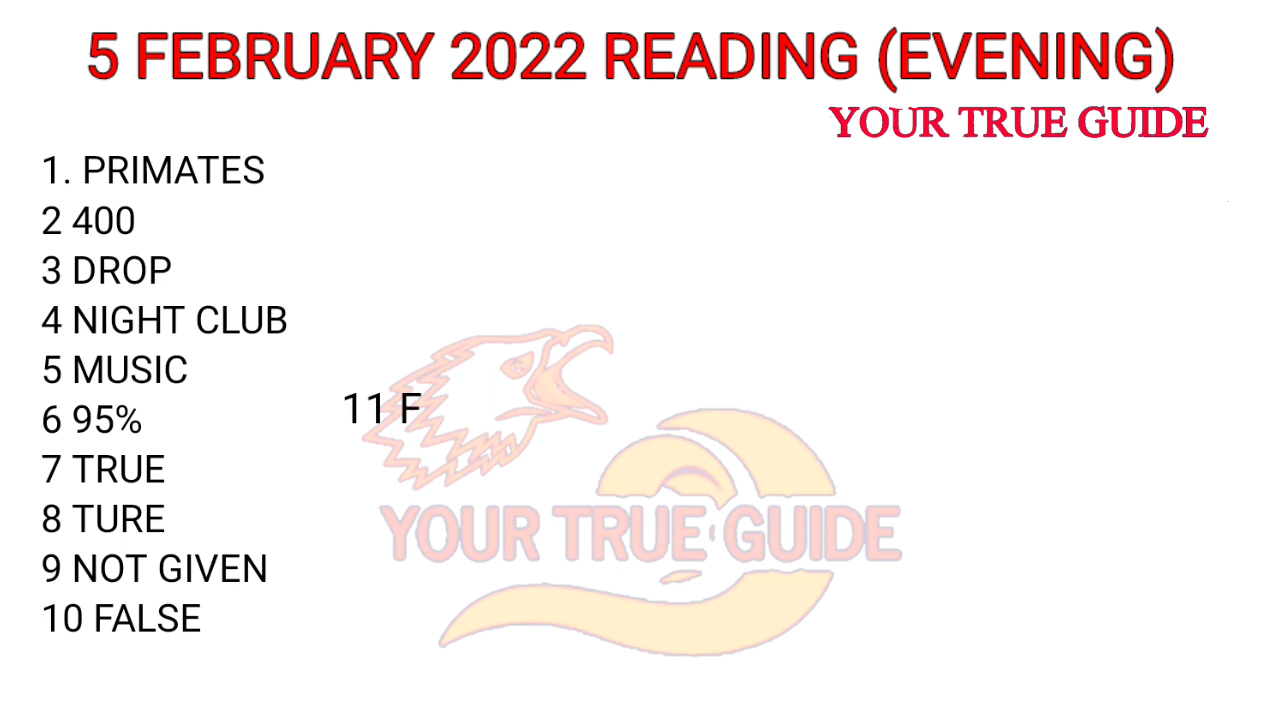 5 FEBRUARY 2022 READING (EVENING)
YOUR TRUE GUIDE
1. PRIMATES
2 400
3 DROP
4 NIGHT CLUB
5 MUSIC
6 95%
7 TRUE
8 TURE
9 NOT GIVEN
10 FALSE
11 F
YOUR TRUE GUIDE